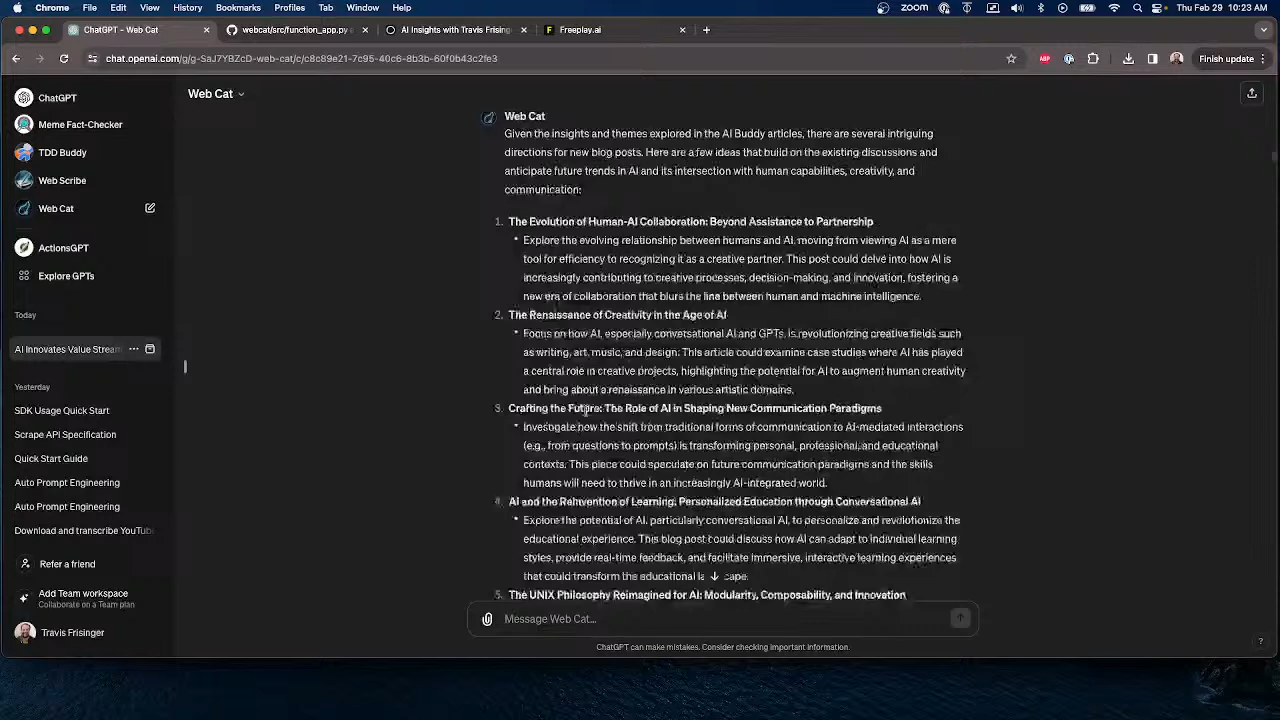 Chrome File Edit View History Bookmarks Profiles Tab Window Help zoom Thu Feb 29 10:23 AM
ChatGPT - Web Cat webcat/src/function_app.py AI Insights with Travis Frising Freeplay.ai
chat.openai.com/g/g-SaJ7YBZcD-web-cat/c/c8c89e21-7c95-40c6-8b3b-60f0b43c2fe3 ABP Finish update
ChatGPT
Meme Fact-Checker
TDD Buddy
Web Scribe
Web Cat
ActionsGPT
Explore GPTs
Today
AI Innovates Value Stream
Yesterday
SDK Usage Quick Start
Scrape API Specification
Quick Start Guide
Auto Prompt Engineering
Auto Prompt Engineering
Download and transcribe YouTube
Refer a friend
Add Team workspace
Collaborate on a Team plan
Travis Frisinger
Web Cat
Web Cat
Given the insights and themes explored in the AI Buddy articles, there are several intriguing
directions for new blog posts. Here are a few ideas that build on the existing discussions and
anticipate future trends in AI and its intersection with human capabilities, creativity, and
communication:
1. The Evolution of Human-AI Collaboration: Beyond Assistance to Partnership
• Explore the evolving relationship between humans and AI, moving from viewing AI as a mere
tool for efficiency to recognizing it as a creative partner. This post could delve into how AI is
increasingly contributing to creative processes, decision-making, and innovation, fostering a
new era of collaboration that blurs the line between human and machine intelligence.
2. The Renaissance of Creativity in the Age of AI
• Focus on how AI, especially conversational AI and GPTs, is revolutionizing creative fields such
as writing, art, music, and design. This article could examine case studies where AI has played
a central role in creative projects, highlighting the potential for AI to augment human creativity
and bring about a renaissance in various artistic domains.
3. Crafting the Future: The Role of AI in Shaping New Communication Paradigms
• Investigate how the shift from traditional forms of communication to AI-mediated interactions
(e.g., from questions to prompts) is transforming personal, professional, and educational
contexts. This piece could speculate on future communication paradigms and the skills
humans will need to thrive in an increasingly AI-integrated world.
4. AI and the Reinvention of Learning: Personalized Education through Conversational AI
• Explore the potential of AI, particularly conversational AI, to personalize and revolutionize the
educational experience. This blog post could discuss how AI can adapt to individual learning
styles, provide real-time feedback, and facilitate immersive, interactive learning experiences
that could transform the educational la cape.
5. The UNIX Philosophy Reimagined for AI: Modularity, Composability, and Innovation
Message Web Cat...
ChatGPT can make mistakes. Consider checking important information.
?